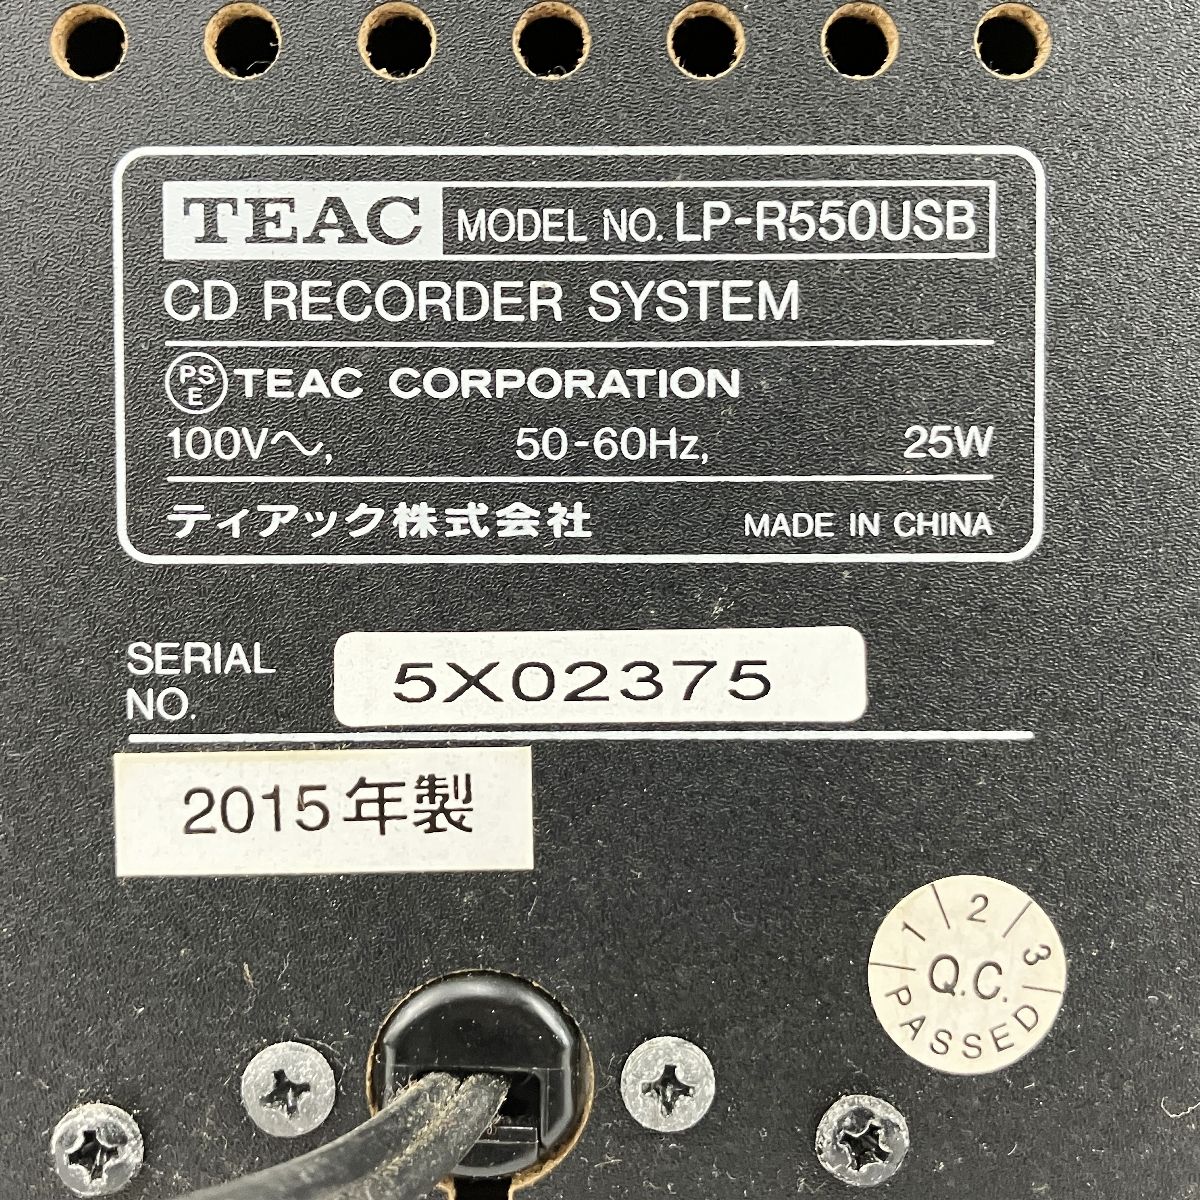 TEAC MODEL NO. LP-R550USB
CD RECORDER SYSTEM
PS E TEAC CORPORATION
100V～, 50-60Hz, 25W
ティアック株式会社 MADE IN CHINA
SERIAL NO. 5X02375
2015年製
1 2 3
Q.C.
PASSED